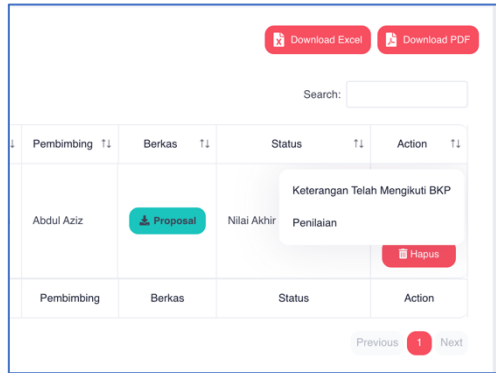 Download Excel Download PDF
Search:
Pembimbing Berkas Status Action
Keterangan Telah Mengikuti BKP
Abdul Aziz Proposal Nilai Akhir Penilaian
Hapus
Pembimbing Berkas Status Action
Previous 1 Next